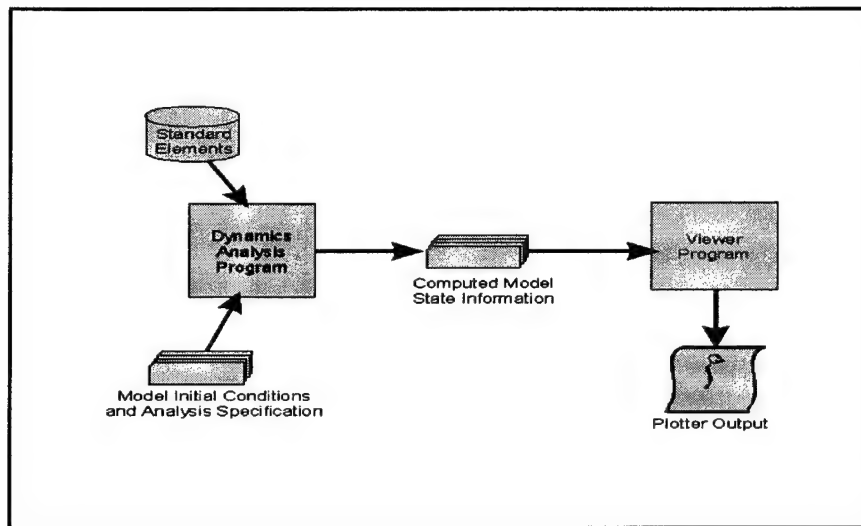 Standard
Elements
Dynamics
Analysis
Program
Viewer
Program
Computed Model
State Information
Model Initial Conditions
and Analysis Specification
Plotter Output